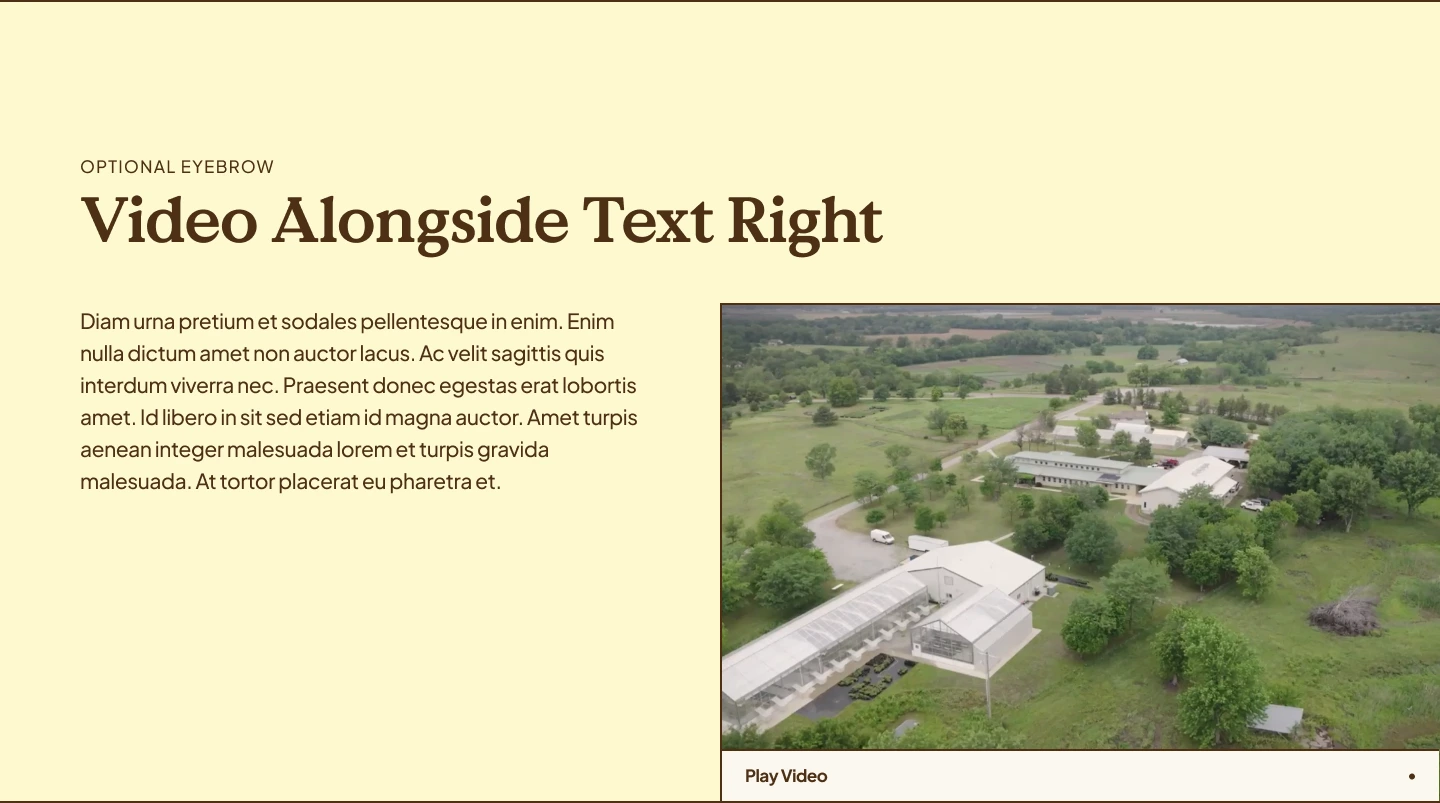 OPTIONAL EYEBROW
Video Alongside Text Right
Diam urna pretium et sodales pellentesque in enim. Enim
nulla dictum amet non auctor lacus. Ac velit sagittis quis
interdum viverra nec. Praesent donec egestas erat lobortis
amet. Id libero in sit sed etiam id magna auctor. Amet turpis
aenean integer malesuada lorem et turpis gravida
malesuada. At tortor placerat eu pharetra et.
Play Video